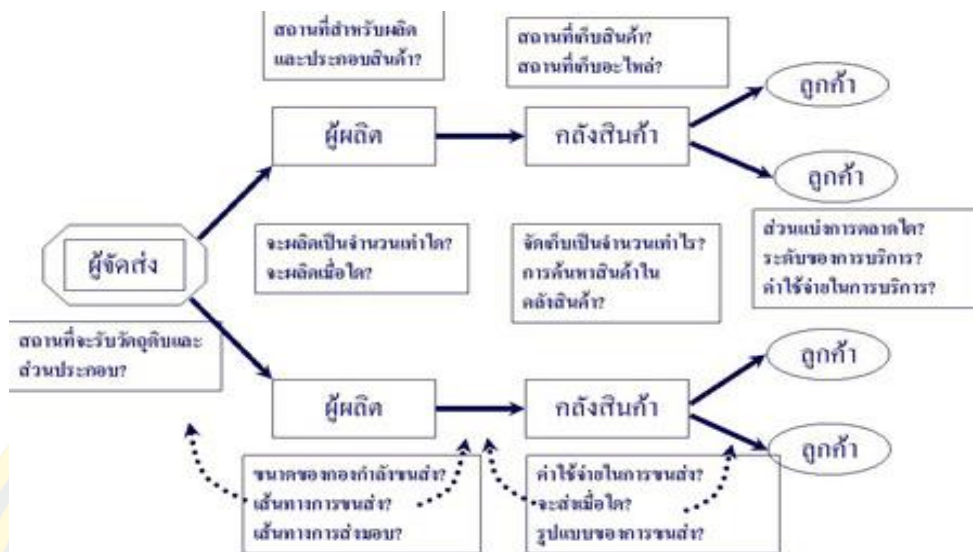 สถานที่สำหรับผลิต
และประกอบสินค้า?
สถานที่เก็บสินค้า?
สถานที่เก็บอะไหล่?
ลูกค้า
ผู้ผลิต
คลังสินค้า
ลูกค้า
ผู้จัดส่ง
จะผลิตเป็นจำนวนเท่าใด?
จะผลิตเมื่อใด?
จัดเก็บเป็นจำนวนเท่าไร?
การค้นหาสินค้าใน
คลังสินค้า?
ส่วนแบ่งการตลาดใด?
ระดับของการบริการ?
ค่าใช้จ่ายในการบริการ?
สถานที่จะรับวัตถุดิบและ
ส่วนประกอบ?
ลูกค้า
ผู้ผลิต
คลังสินค้า
ลูกค้า
ขนาดของกองกำลังขนส่ง?
เส้นทางการขนส่ง?
เส้นทางการส่งมอบ?
ค่าใช้จ่ายในการขนส่ง?
จะส่งเมื่อใด?
รูปแบบของการขนส่ง?